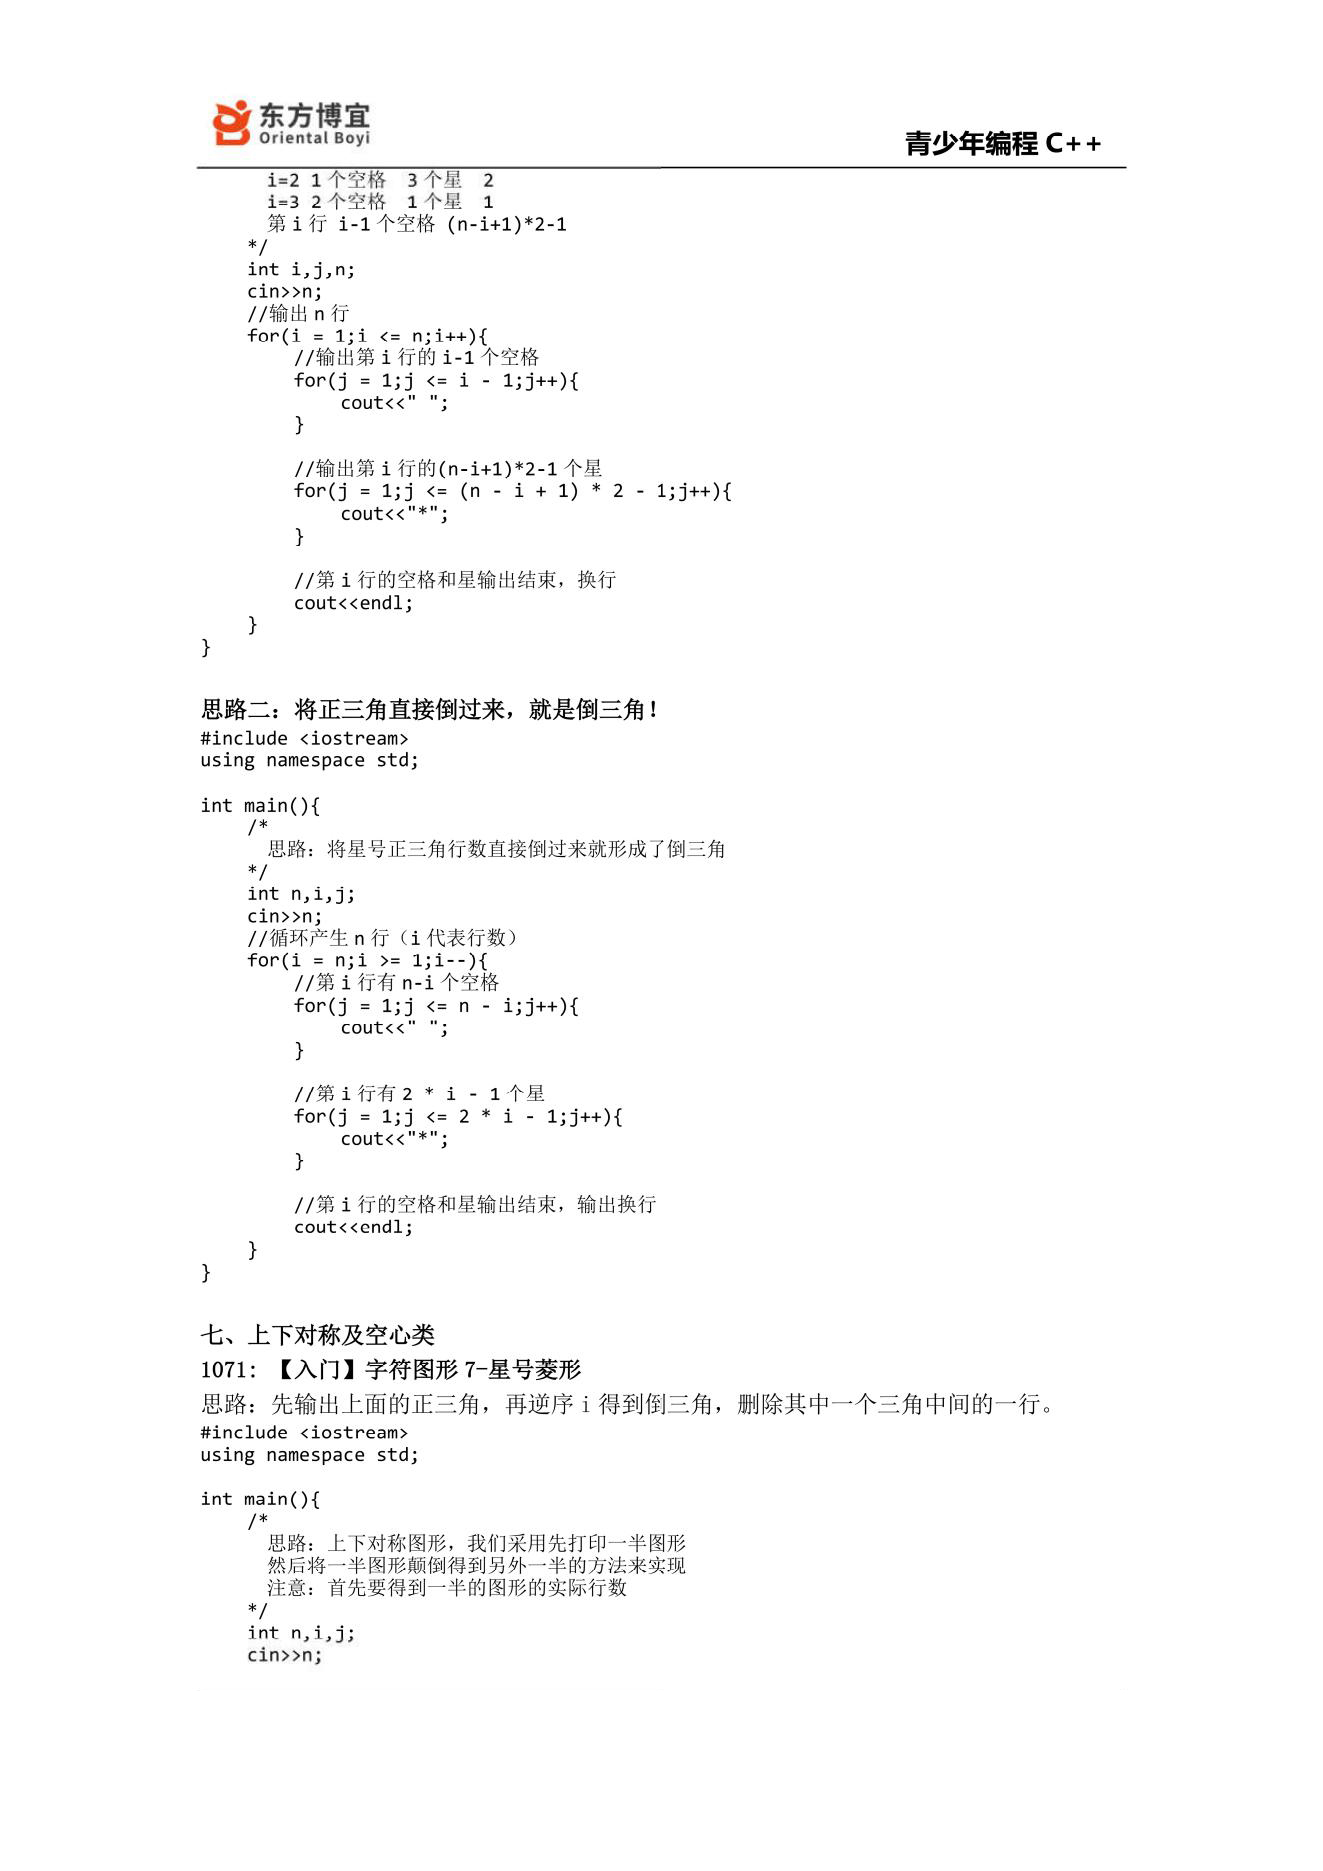 东方博宜
Oriental Boyi
青少年编程 C++
i=2 1 个空格 3 个星 2
i=3 2 个空格 1 个星 1
第 i 行 i-1 个空格 (n-i+1)*2-1
*/
int i,j,n;
cin>>n;
//输出 n 行
for(i = 1;i <= n;i++){
//输出第 i 行的 i-1 个空格
for(j = 1;j <= i - 1;j++){
cout<<" ";
}
//输出第 i 行的(n-i+1)*2-1 个星
for(j = 1;j <= (n - i + 1) * 2 - 1;j++){
cout<<"*";
}
//第 i 行的空格和星输出结束，换行
cout<<endl;
}
}
思路二：将正三角直接倒过来，就是倒三角！
#include <iostream>
using namespace std;
int main(){
/*
思路：将星号正三角行数直接倒过来就形成了倒三角
*/
int n,i,j;
cin>>n;
//循环产生 n 行（i 代表行数）
for(i = n;i >= 1;i--){
//第 i 行有 n-i 个空格
for(j = 1;j <= n - i;j++){
cout<<" ";
}
//第 i 行有 2 * i - 1 个星
for(j = 1;j <= 2 * i - 1;j++){
cout<<"*";
}
//第 i 行的空格和星输出结束，输出换行
cout<<endl;
}
}
七、上下对称及空心类
1071: 【入门】字符图形 7-星号菱形
思路：先输出上面的正三角，再逆序 i 得到倒三角，删除其中一个三角中间的一行。
#include <iostream>
using namespace std;
int main(){
/*
思路：上下对称图形，我们采用先打印一半图形
然后将一半图形颠倒得到另外一半的方法来实现
注意：首先要得到一半的图形的实际行数
*/
int n,i,j;
cin>>n;